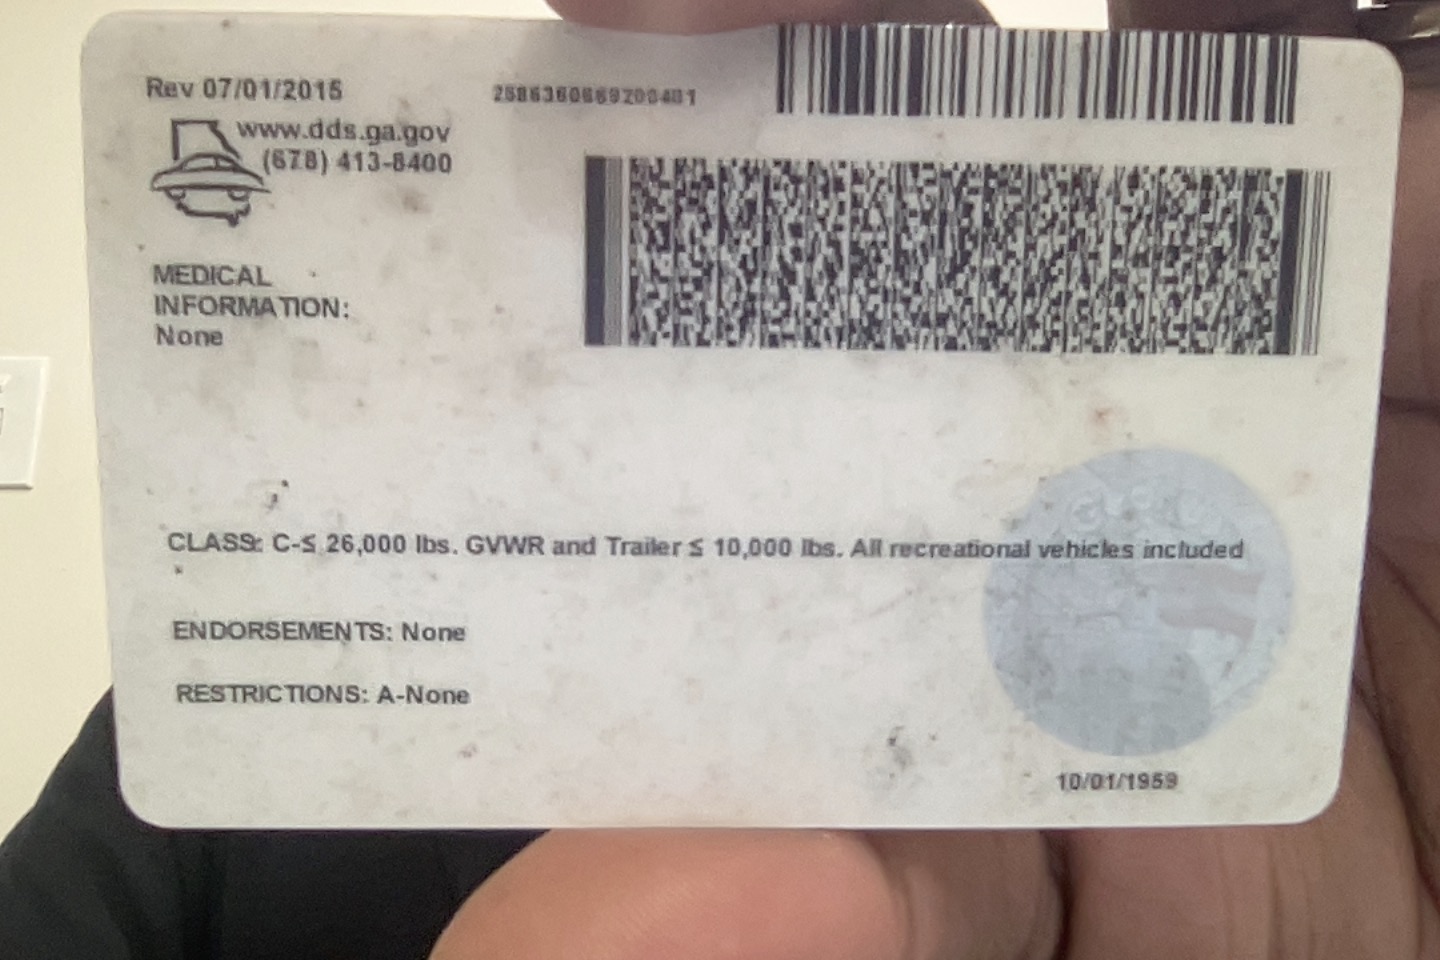 Rev 07/01/2015
www.dds.ga.gov
(678) 413-8400
MEDICAL
INFORMATION:
None
CLASS: C-≤ 26,000 lbs. GVWR and Trailer ≤ 10,000 lbs. All recreational vehicles included
ENDORSEMENTS: None
RESTRICTIONS: A-None
10/01/1959